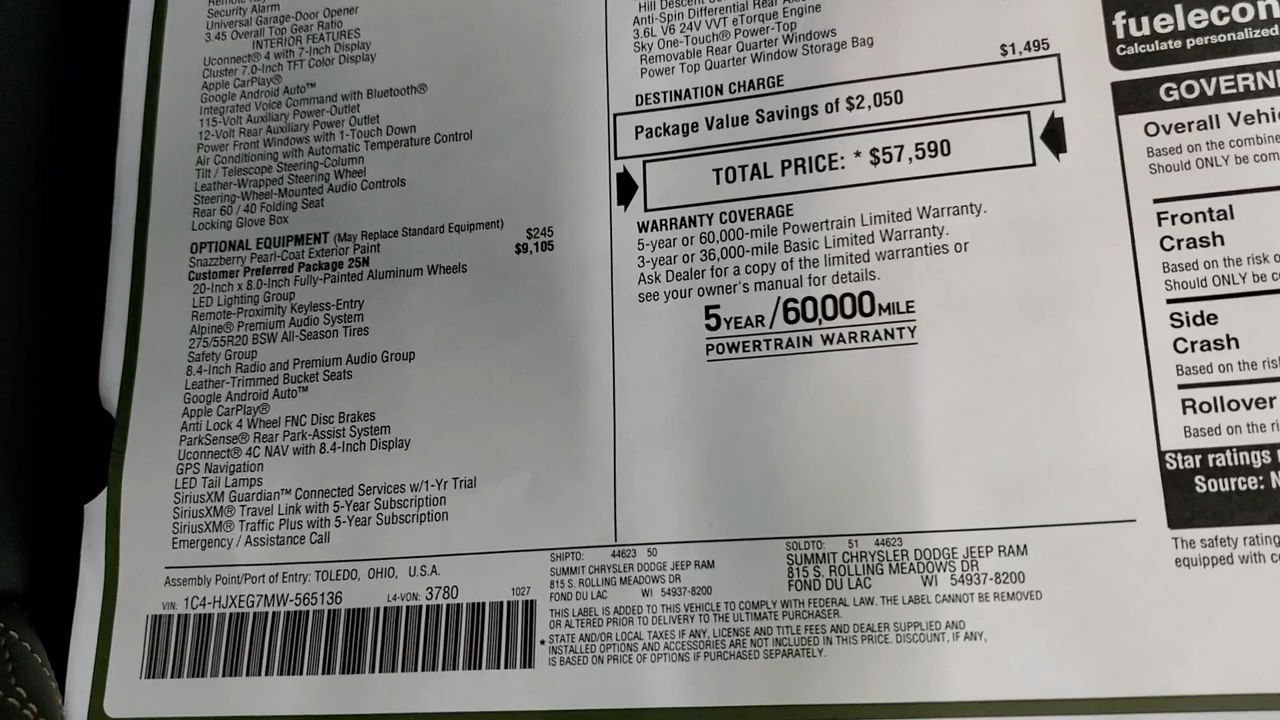 Security Alarm
Universal Garage-Door Opener
3.45 Overall Top Gear Ratio
INTERIOR FEATURES
Uconnect® 4 with 7-Inch Display
Cluster 7.0-Inch TFT Color Display
Apple CarPlay®
Google Android Auto™
Integrated Voice Command with Bluetooth®
115-Volt Auxiliary Power-Outlet
12-Volt Rear Auxiliary Power Outlet
Power Front Windows with 1-Touch Down
Air Conditioning with Automatic Temperature Control
Tilt / Telescope Steering-Column
Leather-Wrapped Steering Wheel
Steering-Wheel-Mounted Audio Controls
Rear 60 / 40 Folding Seat
Locking Glove Box
OPTIONAL EQUIPMENT (May Replace Standard Equipment)
Snazzberry Pearl-Coat Exterior Paint $245
Customer Preferred Package 25N $9,105
20-Inch x 8.0-Inch Fully-Painted Aluminum Wheels
LED Lighting Group
Remote-Proximity Keyless-Entry
Alpine® Premium Audio System
275/55R20 BSW All-Season Tires
Safety Group
8.4-Inch Radio and Premium Audio Group
Leather-Trimmed Bucket Seats
Google Android Auto™
Apple CarPlay®
Anti Lock 4 Wheel FNC Disc Brakes
ParkSense® Rear Park-Assist System
Uconnect® 4C NAV with 8.4-Inch Display
GPS Navigation
LED Tail Lamps
SiriusXM Guardian™ Connected Services w/1-Yr Trial
SiriusXM® Travel Link with 5-Year Subscription
SiriusXM® Traffic Plus with 5-Year Subscription
Emergency / Assistance Call
Hill Descent
Anti-Spin Differential Rear
3.6L V6 24V VVT eTorque Engine
Sky One-Touch® Power-Top
Removable Rear Quarter Windows
Power Top Quarter Window Storage Bag
DESTINATION CHARGE $1,495
Package Value Savings of $2,050
TOTAL PRICE: * $57,590
WARRANTY COVERAGE
5-year or 60,000-mile Powertrain Limited Warranty.
3-year or 36,000-mile Basic Limited Warranty.
Ask Dealer for a copy of the limited warranties or
see your owner's manual for details.
5 YEAR / 60,000 MILE
POWERTRAIN WARRANTY
fuelecon
Calculate personalized
GOVERN
Overall Vehi
Based on the combine
Should ONLY be com
Frontal
Crash
Based on the risk o
Should ONLY be c
Side
Crash
Based on the ris
Rollover
Based on the ri
Star ratings
Source: N
The safety rating
equipped with c
Assembly Point/Port of Entry: TOLEDO, OHIO, U.S.A.
VIN: 1C4-HJXEG7MW-565136 L4-VON: 3780 1027
SHIPTO: 44623 50
SUMMIT CHRYSLER DODGE JEEP RAM
815 S. ROLLING MEADOWS DR
FOND DU LAC WI 54937-8200
SOLDTO: 51 44623
SUMMIT CHRYSLER DODGE JEEP RAM
815 S. ROLLING MEADOWS DR
FOND DU LAC WI 54937-8200
THIS LABEL IS ADDED TO THIS VEHICLE TO COMPLY WITH FEDERAL LAW. THE LABEL CANNOT BE REMOVED
OR ALTERED PRIOR TO DELIVERY TO THE ULTIMATE PURCHASER.
* STATE AND/OR LOCAL TAXES IF ANY, LICENSE AND TITLE FEES AND DEALER SUPPLIED AND
INSTALLED OPTIONS AND ACCESSORIES ARE NOT INCLUDED IN THIS PRICE. DISCOUNT, IF ANY,
IS BASED ON PRICE OF OPTIONS IF PURCHASED SEPARATELY.